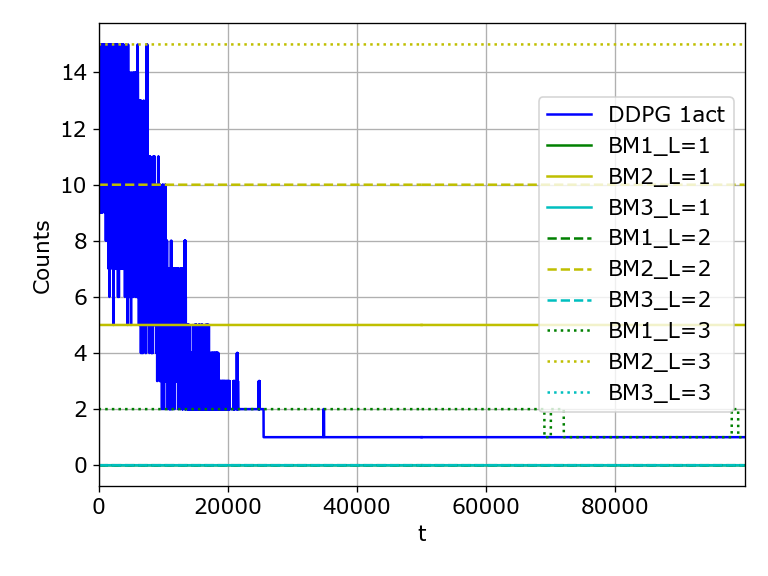 14
12
10
8
6
4
2
0
Counts
0
20000
40000
60000
80000
t
DDPG 1act
BM1_L=1
BM2_L=1
BM3_L=1
BM1_L=2
BM2_L=2
BM3_L=2
BM1_L=3
BM2_L=3
BM3_L=3